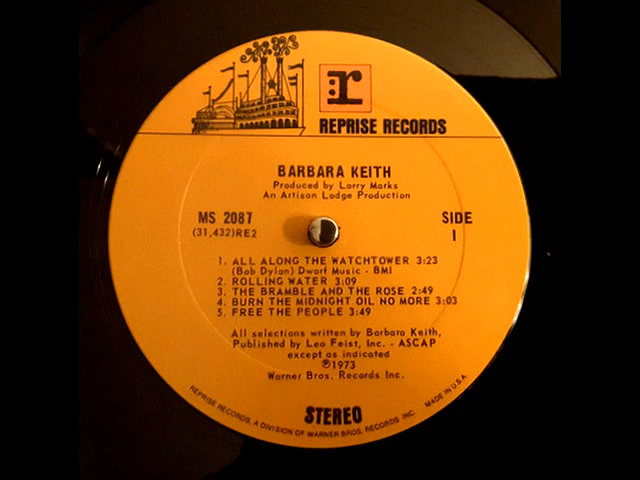 r
REPRISE RECORDS
BARBARA KEITH
Produced by Larry Marks
An Artisan Lodge Production
MS 2087
SIDE
(31,432)RE2
1
1. ALL ALONG THE WATCHTOWER 3:23
(Bob Dylan) Dwarf Music - BMI
2. ROLLING WATER 3:09
3. THE BRAMBLE AND THE ROSE 2:49
4. BURN THE MIDNIGHT OIL NO MORE 3:03
5. FREE THE PEOPLE 3:49
All selections written by Barbara Keith,
Published by Leo Feist, Inc. - ASCAP
except as indicated
℗1973
Warner Bros. Records Inc.
STEREO
REPRISE RECORDS, A DIVISION OF WARNER BROS. RECORDS INC. MADE IN U.S.A.